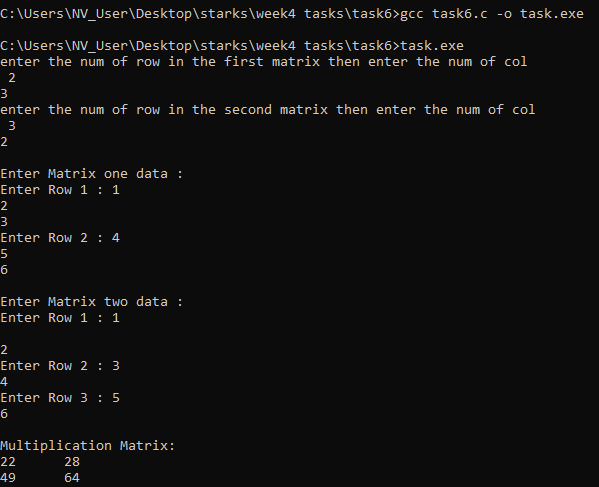 C:\Users\NV_User\Desktop\starks\week4 tasks\task6>gcc task6.c -o task.exe
C:\Users\NV_User\Desktop\starks\week4 tasks\task6>task.exe
enter the num of row in the first matrix then enter the num of col
2
3
enter the num of row in the second matrix then enter the num of col
3
2
Enter Matrix one data :
Enter Row 1 : 1
2
3
Enter Row 2 : 4
5
6
Enter Matrix two data :
Enter Row 1 : 1
2
Enter Row 2 : 3
4
Enter Row 3 : 5
6
Multiplication Matrix:
22 28
49 64